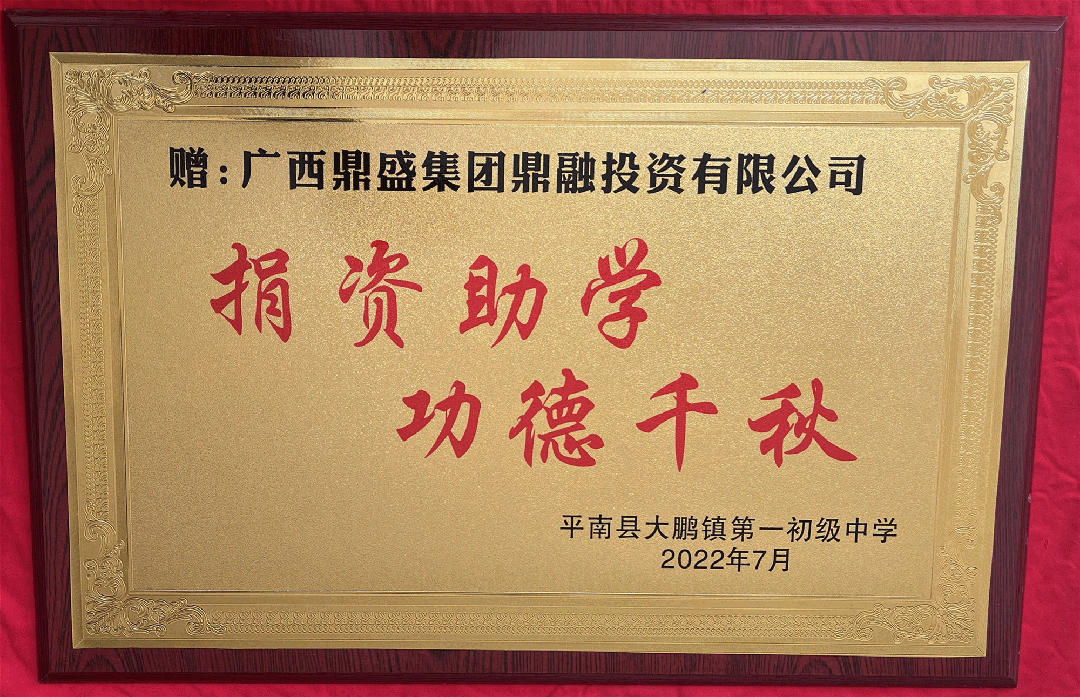 赠:广西鼎盛集团鼎融投资有限公司
捐资助学
功德千秋
平南县大鹏镇第一初级中学
2022年7月